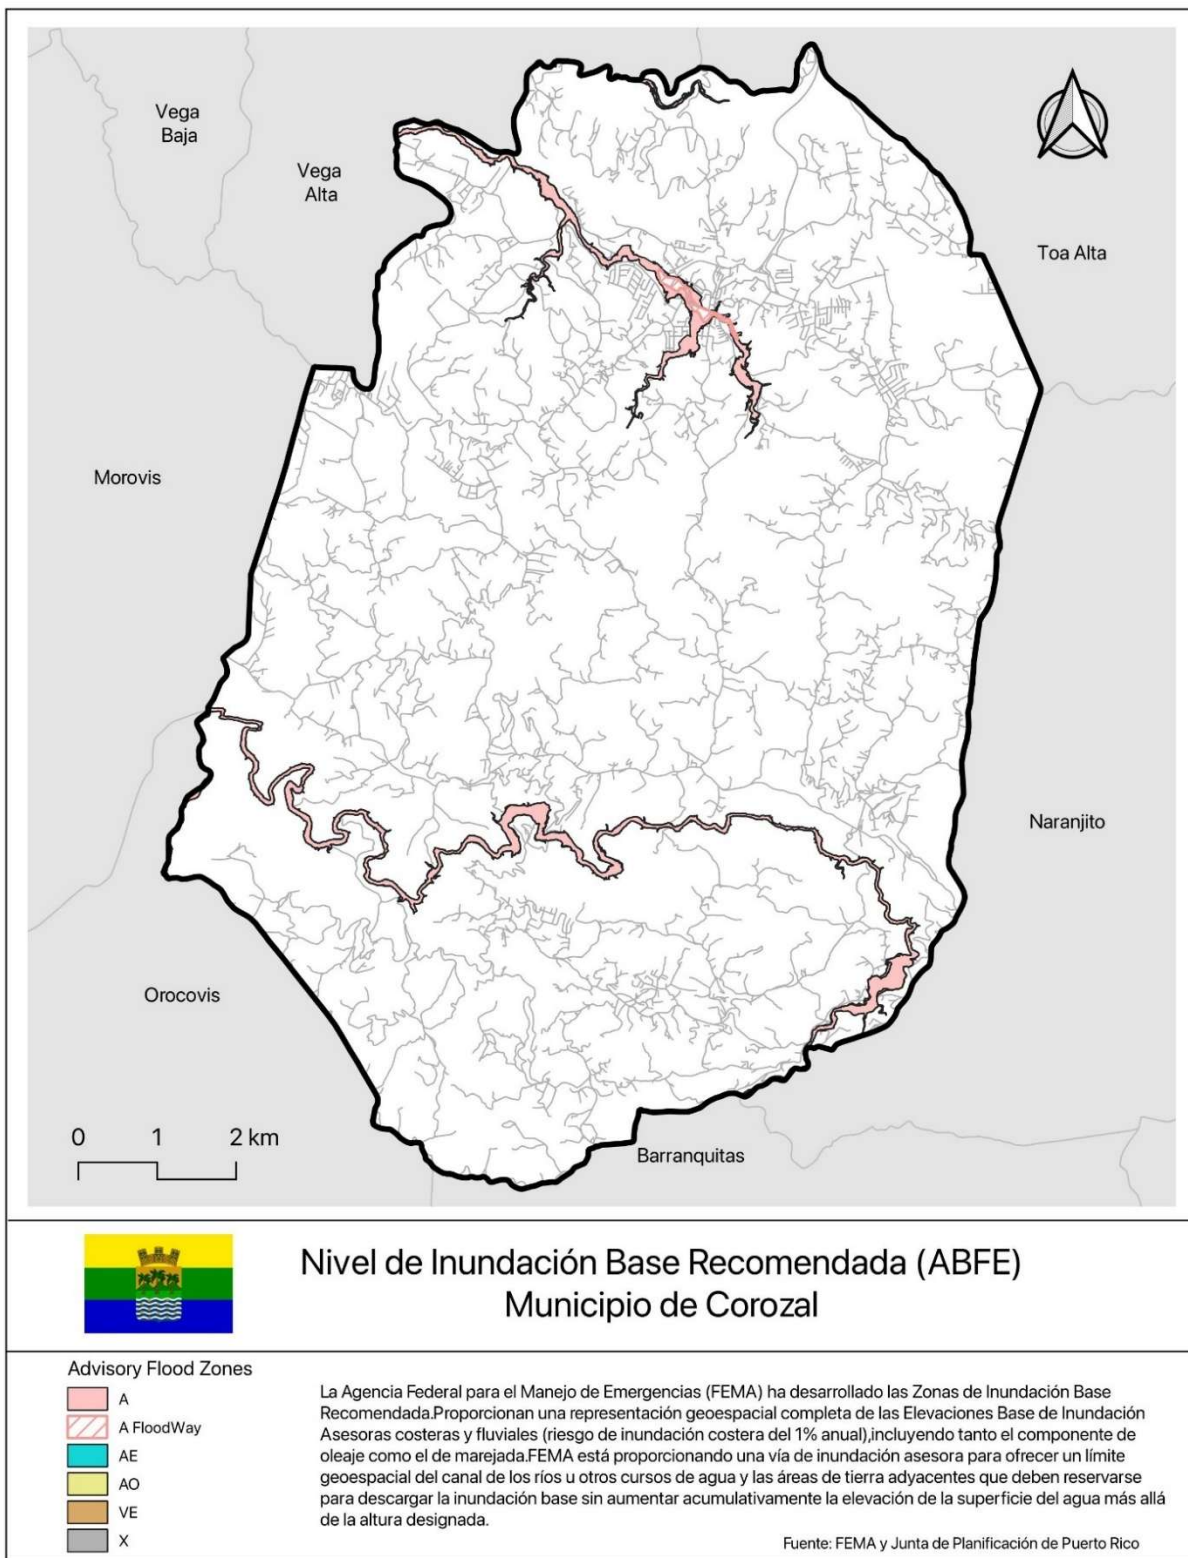 Vega
Baja
Vega
Alta
Toa Alta
Morovis
Naranjito
Orocovis
0 1 2 km
Barranquitas
Nivel de Inundación Base Recomendada (ABFE)
Municipio de Corozal
Advisory Flood Zones
A
A FloodWay
AE
AO
VE
X
La Agencia Federal para el Manejo de Emergencias (FEMA) ha desarrollado las Zonas de Inundación Base
Recomendada.Proporcionan una representación geoespacial completa de las Elevaciones Base de Inundación
Asesoras costeras y fluviales (riesgo de inundación costera del 1% anual),incluyendo tanto el componente de
oleaje como el de marejada.FEMA está proporcionando una vía de inundación asesora para ofrecer un límite
geoespacial del canal de los ríos u otros cursos de agua y las áreas de tierra adyacentes que deben reservarse
para descargar la inundación base sin aumentar acumulativamente la elevación de la superficie del agua más allá
de la altura designada.
Fuente: FEMA y Junta de Planificación de Puerto Rico